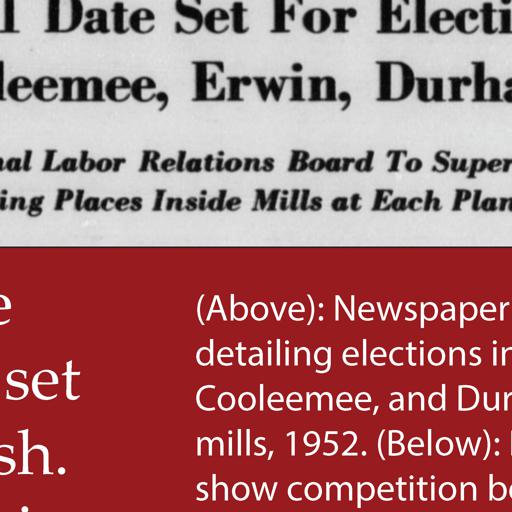 l Date Set For Electi
leemee, Erwin, Durha
nal Labor Relations Board To Super
ing Places Inside Mills at Each Plan
e
set
sh.
(Above): Newspaper
detailing elections in
Cooleemee, and Dur
mills, 1952. (Below):
show competition be